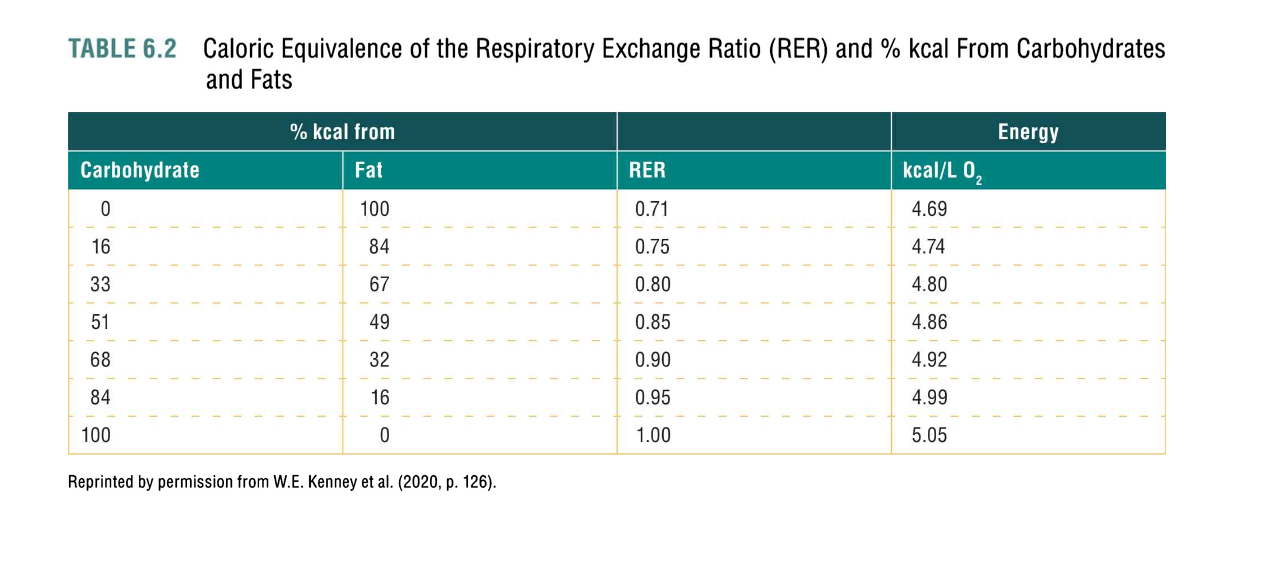 TABLE 6.2 Caloric Equivalence of the Respiratory Exchange Ratio (RER) and % kcal From Carbohydrates
and Fats
% kcal from Energy
Carbohydrate Fat RER kcal/L O₂
0 100 0.71 4.69
16 84 0.75 4.74
33 67 0.80 4.80
51 49 0.85 4.86
68 32 0.90 4.92
84 16 0.95 4.99
100 0 1.00 5.05
Reprinted by permission from W.E. Kenney et al. (2020, p. 126).